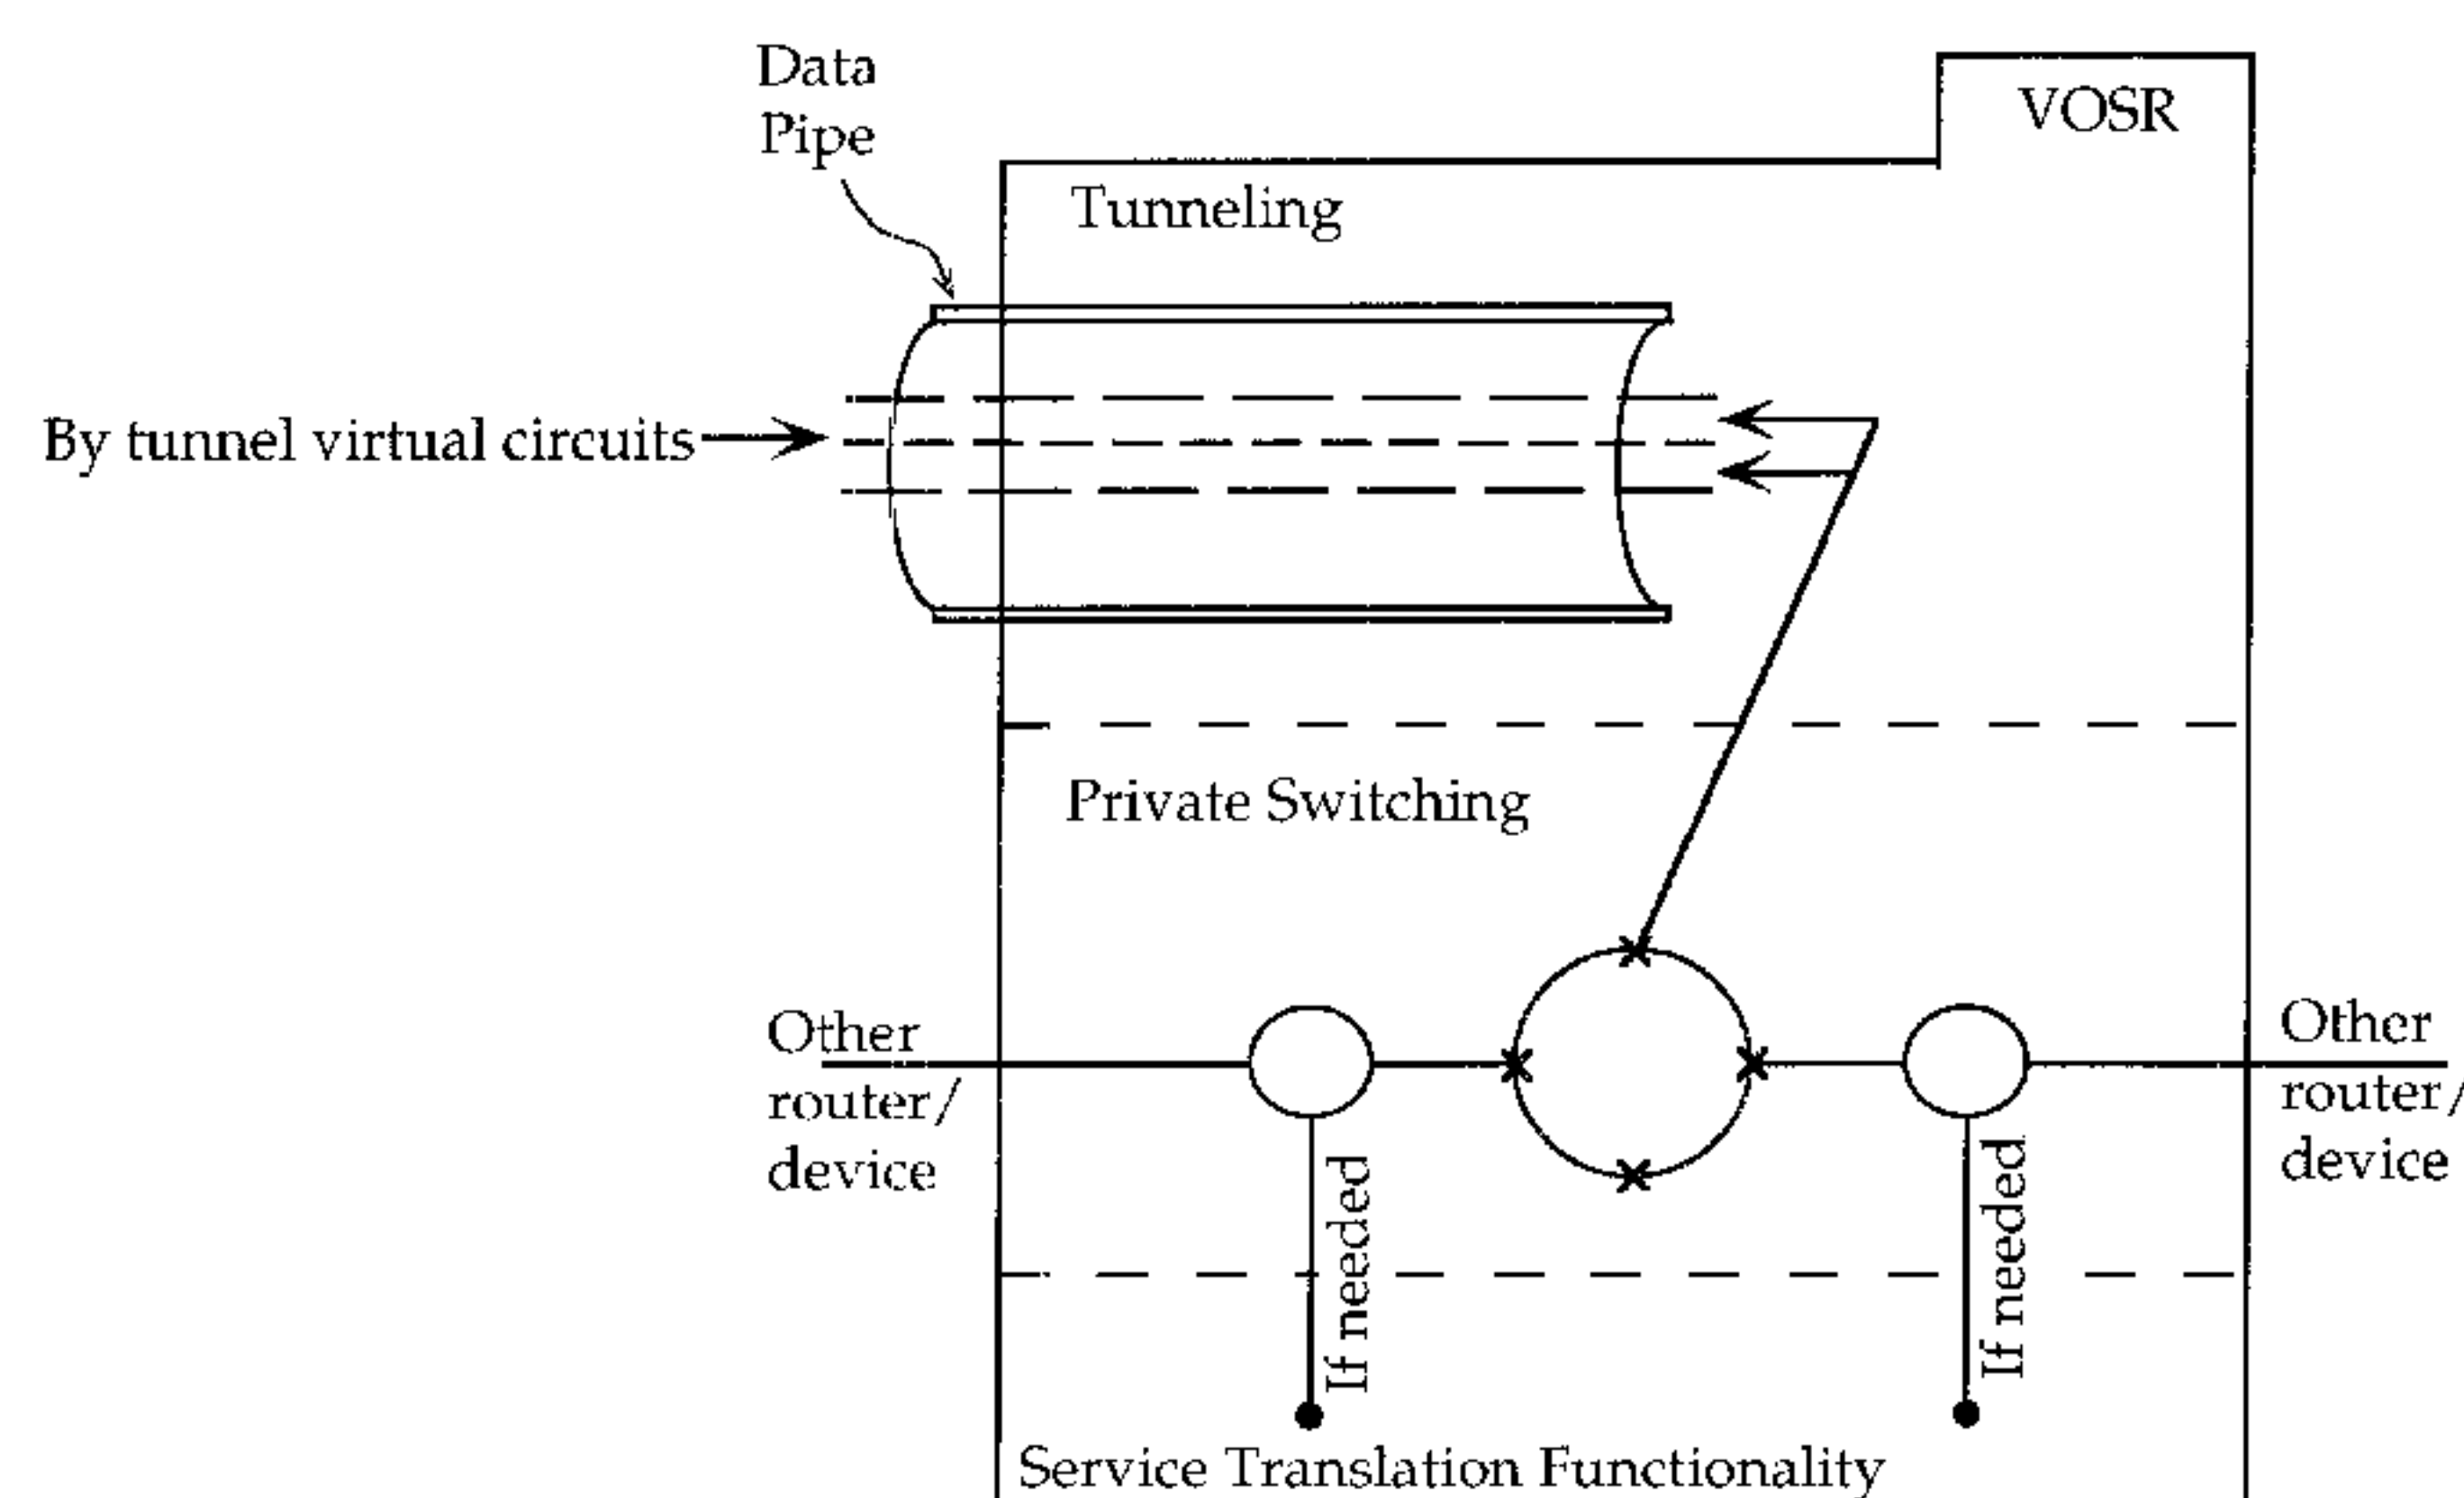 Data
Pipe
VOSR
Tunneling
By tunnel virtual circuits
Private Switching
Other
router/
device
Other
router/
device
If needed
If needed
Service Translation Functionality